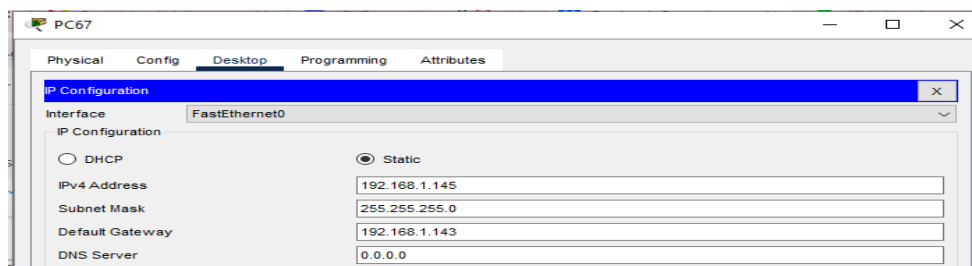 PC67
Physical Config Desktop Programming Attributes
IP Configuration X
Interface FastEthernet0
IP Configuration
DHCP Static
IPv4 Address 192.168.1.145
Subnet Mask 255.255.255.0
Default Gateway 192.168.1.143
DNS Server 0.0.0.0